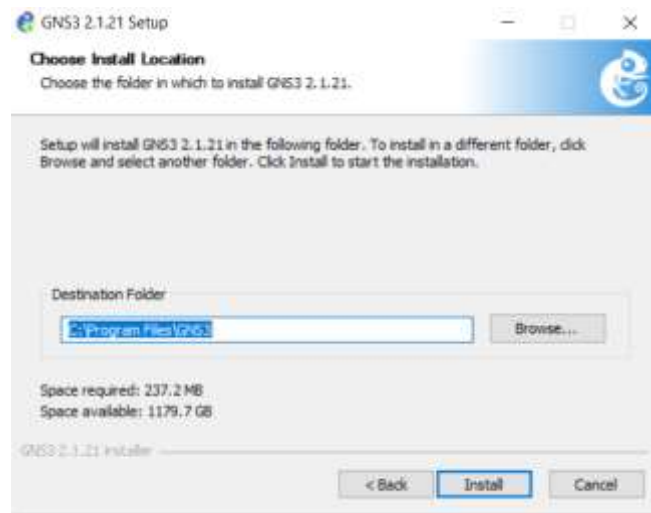 GNS3 2.1.21 Setup
Choose Install Location
Choose the folder in which to install GNS3 2.1.21.
Setup will install GNS3 2.1.21 in the following folder. To install in a different folder, click
Browse and select another folder. Click Install to start the installation.
Destination Folder
C:\Program Files\GNS3
Browse...
Space required: 237.2 MB
Space available: 1179.7 GB
GNS3 2.1.21 installer
< Back
Install
Cancel